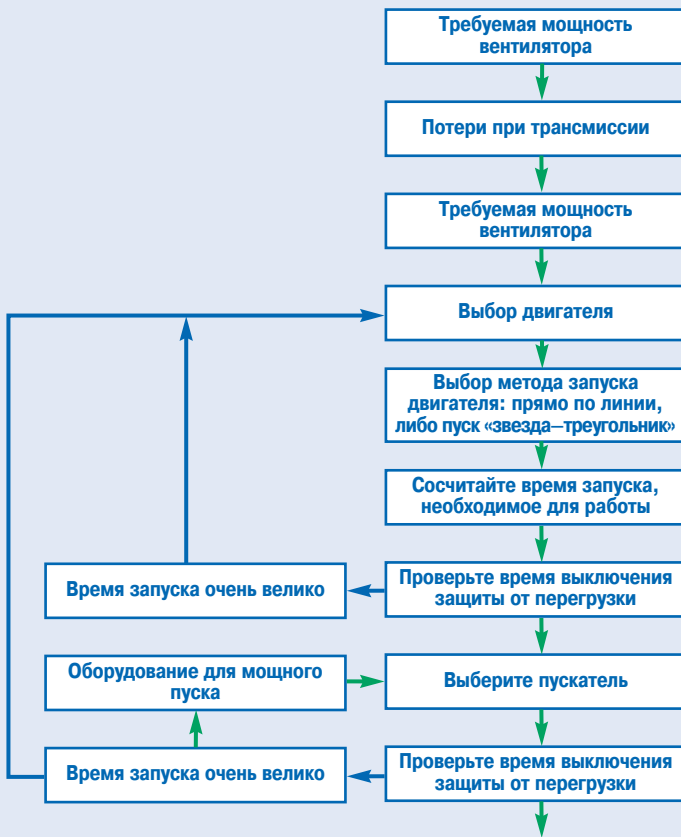 Требуемая мощность
вентилятора
Потери при трансмиссии
Требуемая мощность
вентилятора
Выбор двигателя
Выбор метода запуска
двигателя: прямо по линии,
либо пуск «звезда–треугольник»
Сосчитайте время запуска,
необходимое для работы
Время запуска очень велико
Проверьте время выключения
защиты от перегрузки
Оборудование для мощного
пуска
Выберите пускатель
Время запуска очень велико
Проверьте время выключения
защиты от перегрузки